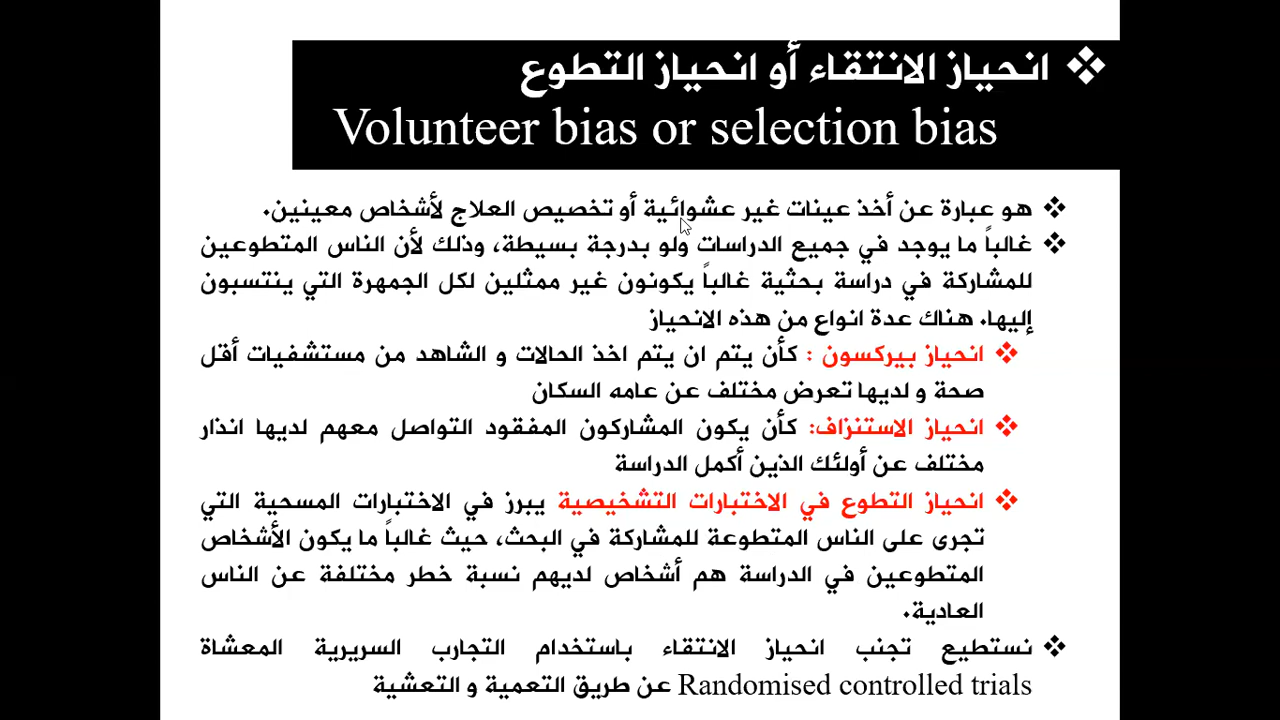 ❖ انحياز الانتقاء أو انحياز التطوع
Volunteer bias or selection bias
❖ هو عبارة عن أخذ عينات غير عشوائية أو تخصيص العلاج لأشخاص معينين.
❖ غالباً ما يوجد في جميع الدراسات ولو بدرجة بسيطة، وذلك لأن الناس المتطوعين
للمشاركة في دراسة بحثية غالباً يكونون غير ممثلين لكل الجمهرة التي ينتسبون
إليها. هناك عدة انواع من هذه الانحياز
❖ انحياز بيركسون : كأن يتم ان يتم اخذ الحالات و الشاهد من مستشفيات أقل
صحة و لديها تعرض مختلف عن عامه السكان
❖ انحياز الاستنزاف: كأن يكون المشاركون المفقود التواصل معهم لديها انذار
مختلف عن أولئك الذين أكمل الدراسة
❖ انحياز التطوع في الاختبارات التشخيصية يبرز في الاختبارات المسحية التي
تجرى على الناس المتطوعة للمشاركة في البحث، حيث غالباً ما يكون الأشخاص
المتطوعين في الدراسة هم أشخاص لديهم نسبة خطر مختلفة عن الناس
العادية.
❖ نستطيع تجنب انحياز الانتقاء باستخدام التجارب السريرية المعشاة
Randomised controlled trials عن طريق التعمية و التعشية